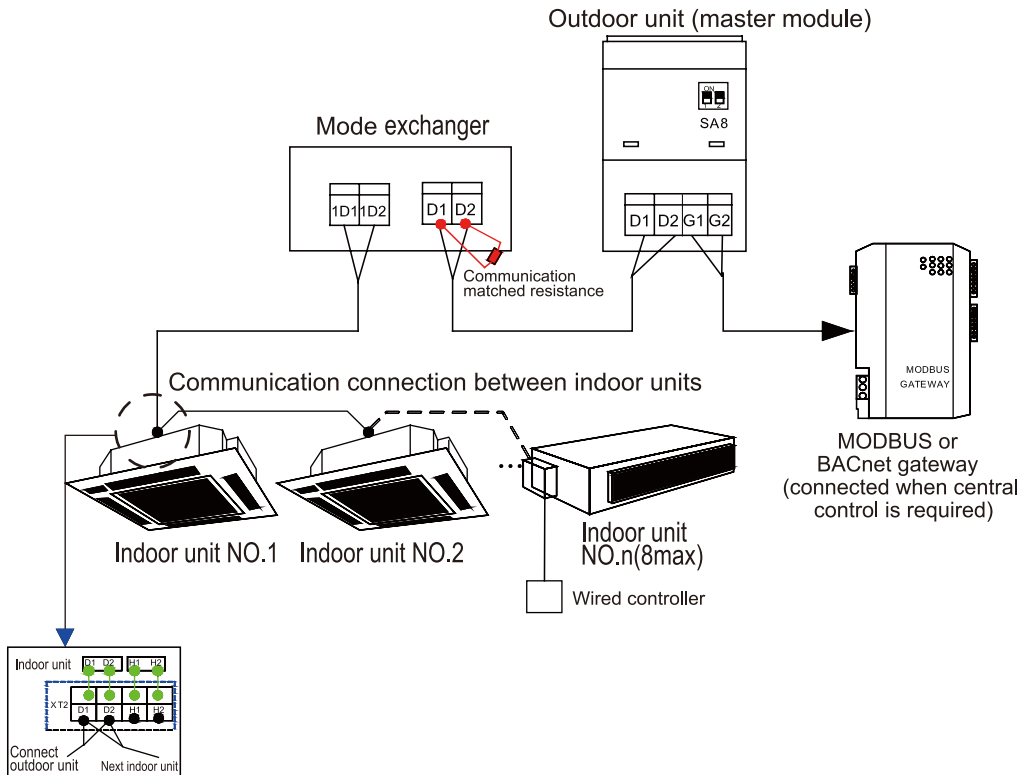 Outdoor unit (master module)
ON
1 2
SA8
Mode exchanger
1D1 1D2
D1 D2
D1 D2 G1 G2
Communication
matched resistance
MODBUS
GATEWAY
Communication connection between indoor units
MODBUS or
BACnet gateway
(connected when central
control is required)
Indoor unit NO.1
Indoor unit NO.2
Indoor unit
NO.n(8max)
Wired controller
Indoor unit
D1 D2 H1 H2
XT2
D1 D2 H1 H2
Connect
outdoor unit
Next indoor unit